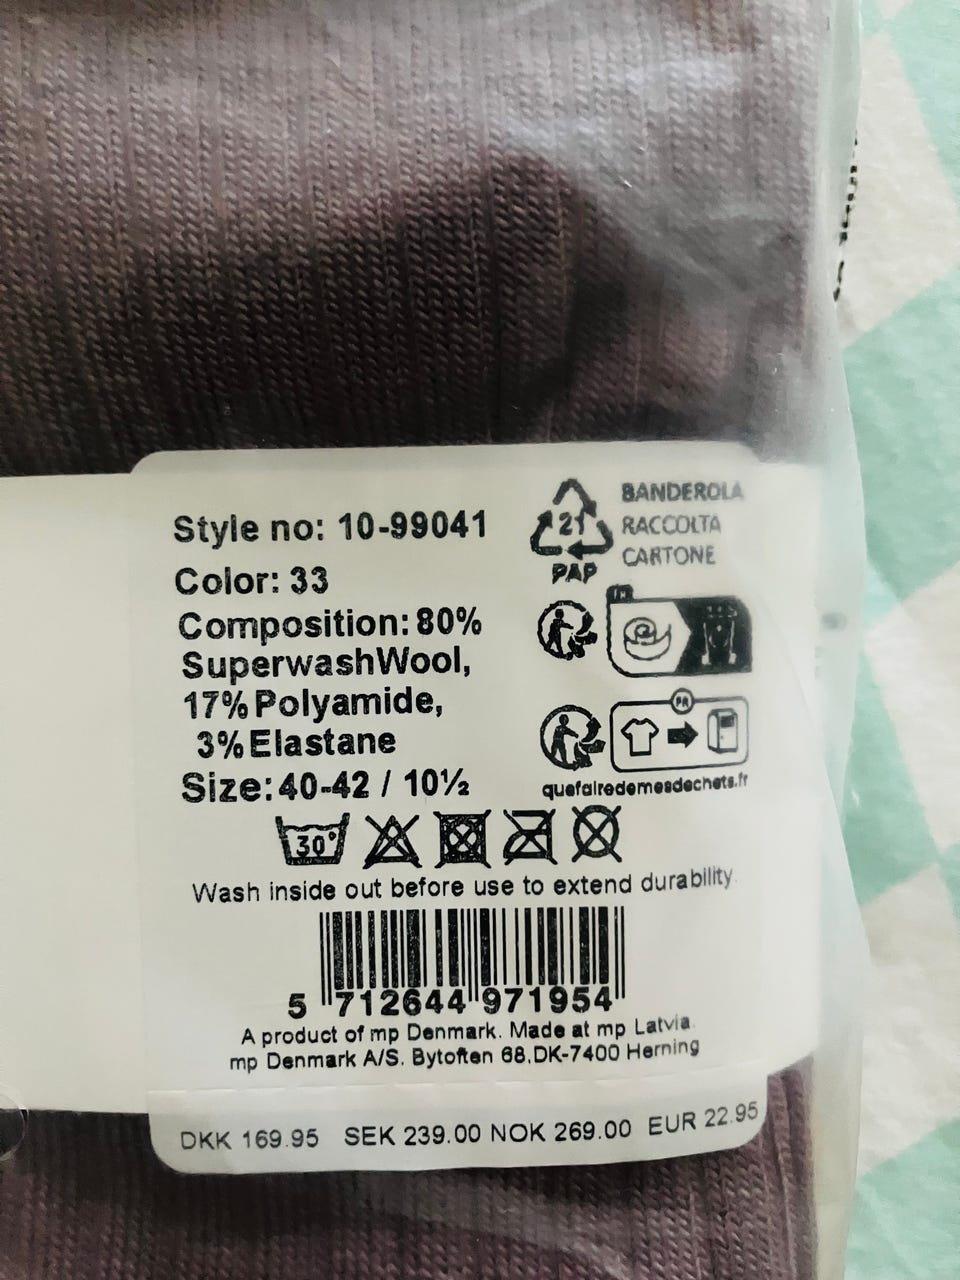 Style no: 10-99041
Color: 33
Composition: 80%
SuperwashWool,
17% Polyamide,
3% Elastane
Size: 40-42 / 10½
21
PAP
BANDEROLA
RACCOLTA
CARTONE
FR
FR
quefairedemesdechets.fr
30°
Wash inside out before use to extend durability
5 712644 971954
A product of mp Denmark. Made at mp Latvia.
mp Denmark A/S. Bytoften 68,DK-7400 Herning
DKK 169.95 SEK 239.00 NOK 269.00 EUR 22.95